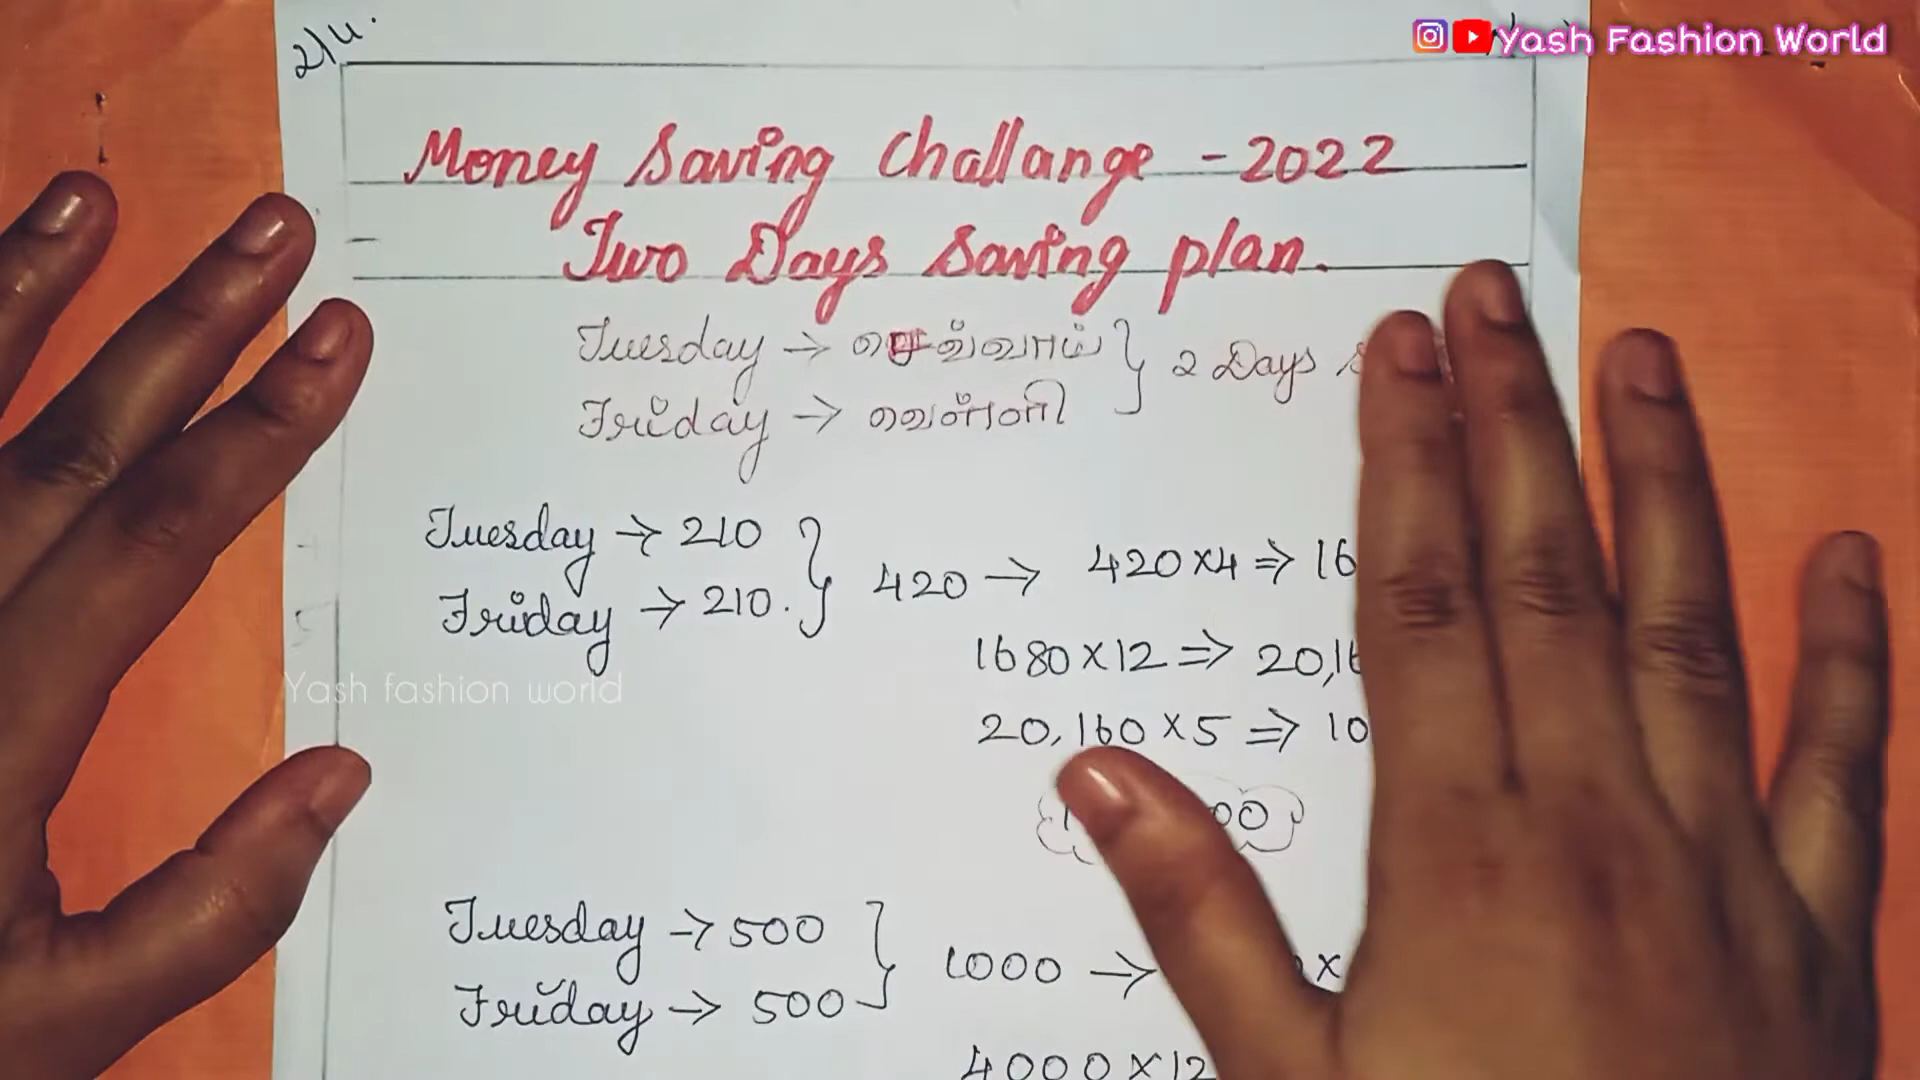 2/4.
Yash Fashion World
Money Saving Challange - 2022
Two Days Saving plan.
Tuesday → செவ்வாய் } 2 Days
Friday → வெள்ளி
Tuesday → 210
Friday → 210. } 420 → 420×4 ⇒ 16
1680×12 ⇒ 20,16
Yash fashion world
20,160×5 ⇒ 10
Tuesday → 500
Friday → 500 } 1000 → ×
4000×12